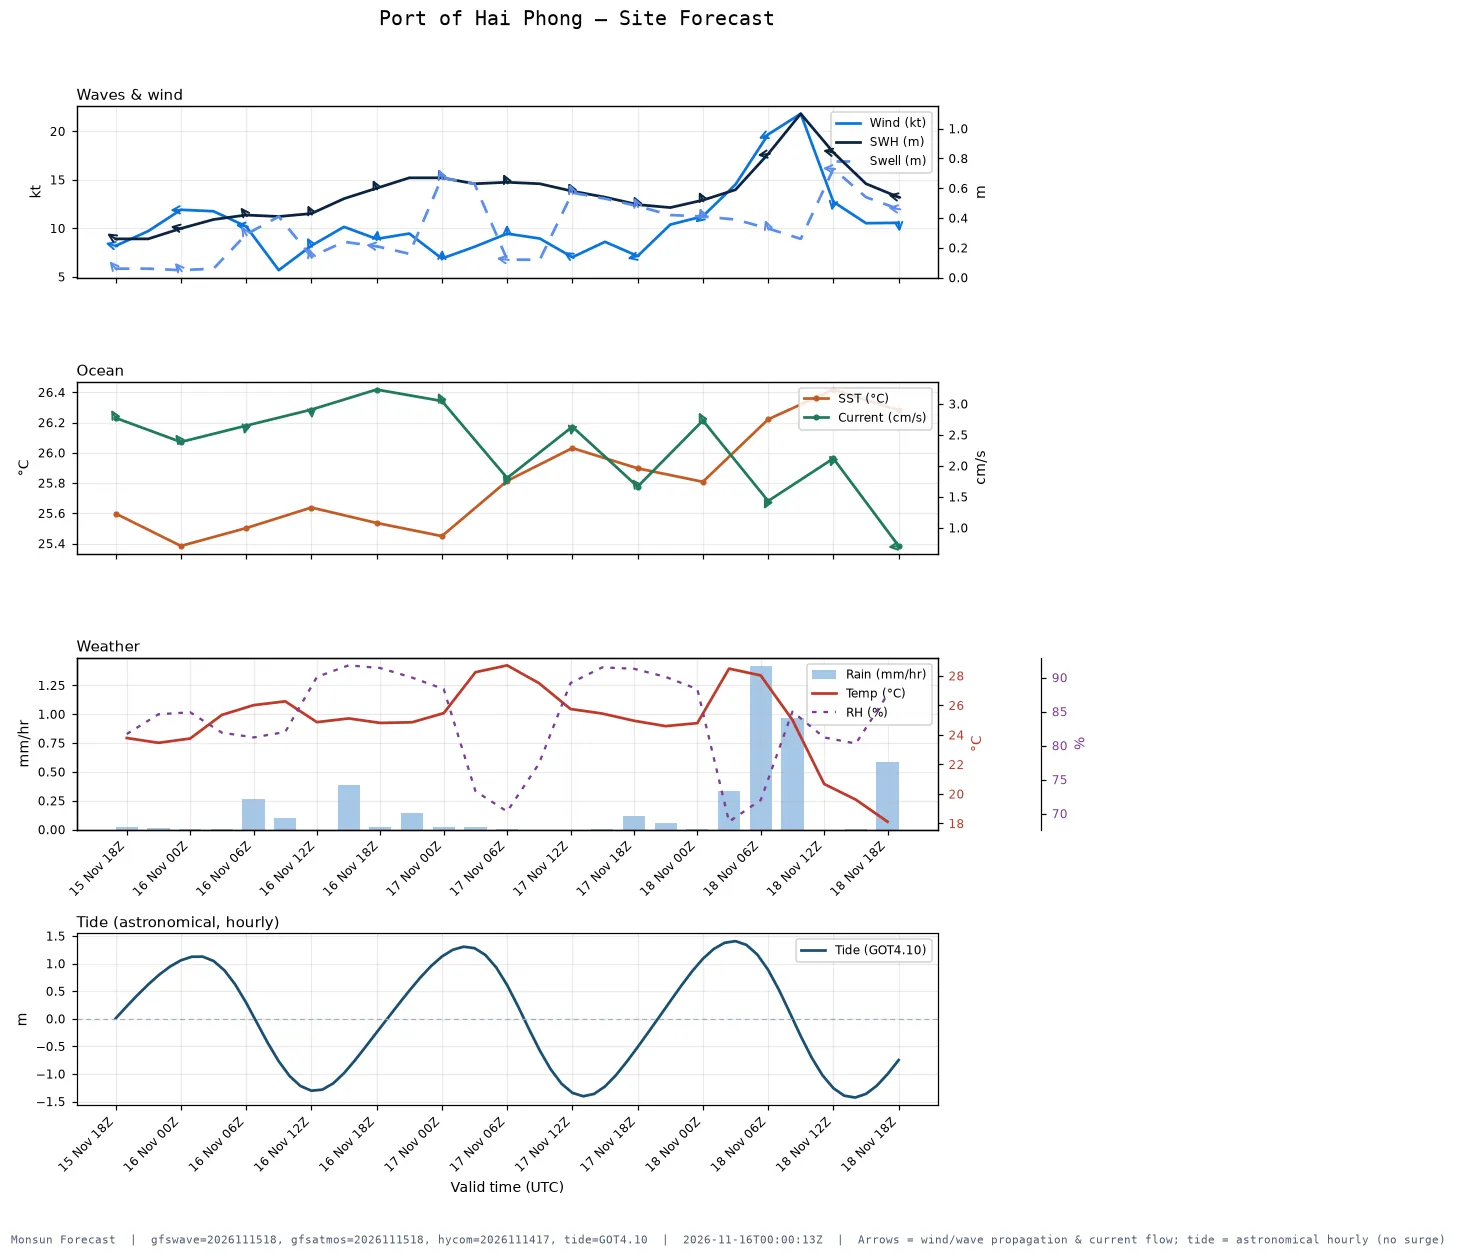 Port of Hai Phong — Site Forecast
Waves & wind
20
15
10
5
kt
1.0
0.8
0.6
0.4
0.2
0.0
m
Wind (kt)
SWH (m)
Swell (m)
Ocean
26.4
26.2
26.0
25.8
25.6
25.4
°C
3.0
2.5
2.0
1.5
1.0
cm/s
SST (°C)
Current (cm/s)
Weather
1.25
1.00
0.75
0.50
0.25
0.00
mm/hr
28
26
24
22
20
18
°C
90
85
80
75
70
%
Rain (mm/hr)
Temp (°C)
RH (%)
15 Nov 18Z
16 Nov 00Z
16 Nov 06Z
16 Nov 12Z
16 Nov 18Z
17 Nov 00Z
17 Nov 06Z
17 Nov 12Z
17 Nov 18Z
18 Nov 00Z
18 Nov 06Z
18 Nov 12Z
18 Nov 18Z
Tide (astronomical, hourly)
1.5
1.0
0.5
0.0
−0.5
−1.0
−1.5
m
Tide (GOT4.10)
15 Nov 18Z
16 Nov 00Z
16 Nov 06Z
16 Nov 12Z
16 Nov 18Z
17 Nov 00Z
17 Nov 06Z
17 Nov 12Z
17 Nov 18Z
18 Nov 00Z
18 Nov 06Z
18 Nov 12Z
18 Nov 18Z
Valid time (UTC)
Monsun Forecast | gfswave=2026111518, gfsatmos=2026111518, hycom=2026111417, tide=GOT4.10 | 2026-11-16T00:00:13Z | Arrows = wind/wave propagation & current flow; tide = astronomical hourly (no surge)